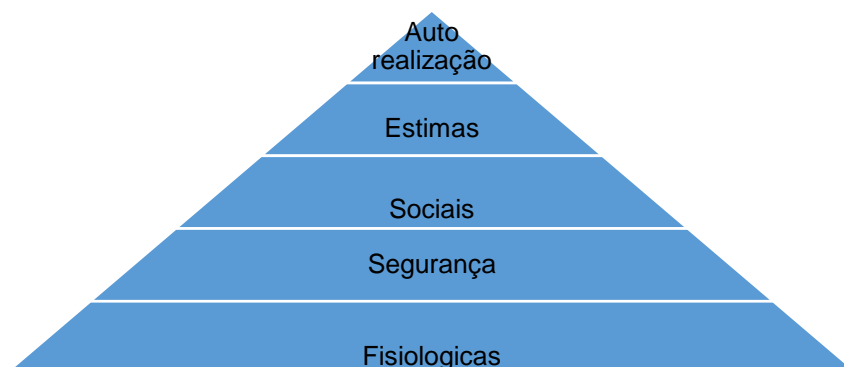 Auto
realização
Estimas
Sociais
Segurança
Fisiologicas